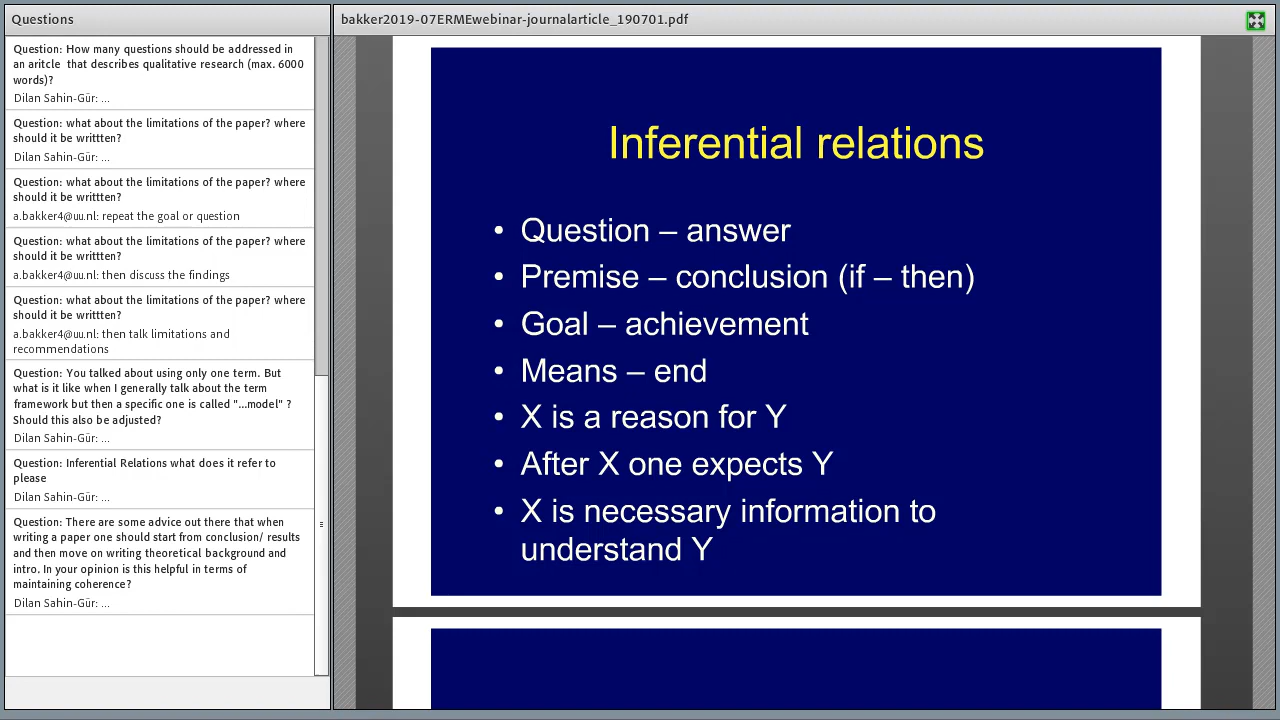 Questions
Question: How many questions should be addressed in
an aritcle that describes qualitative research (max. 6000
words)?
Dilan Sahin-Gür: ...
Question: what about the limitations of the paper? where
should it be writtten?
Dilan Sahin-Gür: ...
Question: what about the limitations of the paper? where
should it be writtten?
a.bakker4@uu.nl: repeat the goal or question
Question: what about the limitations of the paper? where
should it be writtten?
a.bakker4@uu.nl: then discuss the findings
Question: what about the limitations of the paper? where
should it be writtten?
a.bakker4@uu.nl: then talk limitations and
recommendations
Question: You talked about using only one term. But
what is it like when I generally talk about the term
framework but then a specific one is called "...model" ?
Should this also be adjusted?
Dilan Sahin-Gür: ...
Question: Inferential Relations what does it refer to
please
Dilan Sahin-Gür: ...
Question: There are some advice out there that when
writing a paper one should start from conclusion/ results
and then move on writing theoretical background and
intro. In your opinion is this helpful in terms of
maintaining coherence?
Dilan Sahin-Gür: ...
bakker2019-07ERMEwebinar-journalarticle_190701.pdf
Inferential relations
• Question – answer
• Premise – conclusion (if – then)
• Goal – achievement
• Means – end
• X is a reason for Y
• After X one expects Y
• X is necessary information to
understand Y